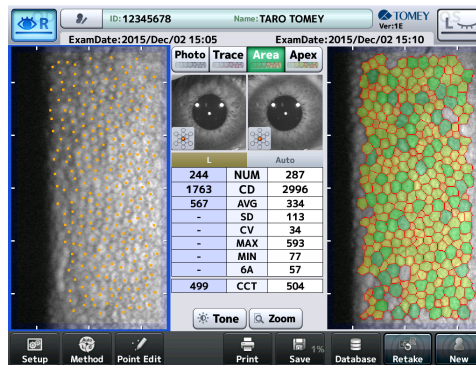 R ID: 12345678 Name: TARO TOMEY TOMEY Ver:1E L
ExamDate:2015/Dec/02 15:05 ExamDate:2015/Dec/02 15:10
Photo Trace Area Apex
L Auto
244 NUM 287
1763 CD 2996
567 AVG 334
- SD 113
- CV 34
- MAX 593
- MIN 77
- 6A 57
499 CCT 504
Tone Zoom
Setup Method Point Edit Print Save 1% Database Retake New